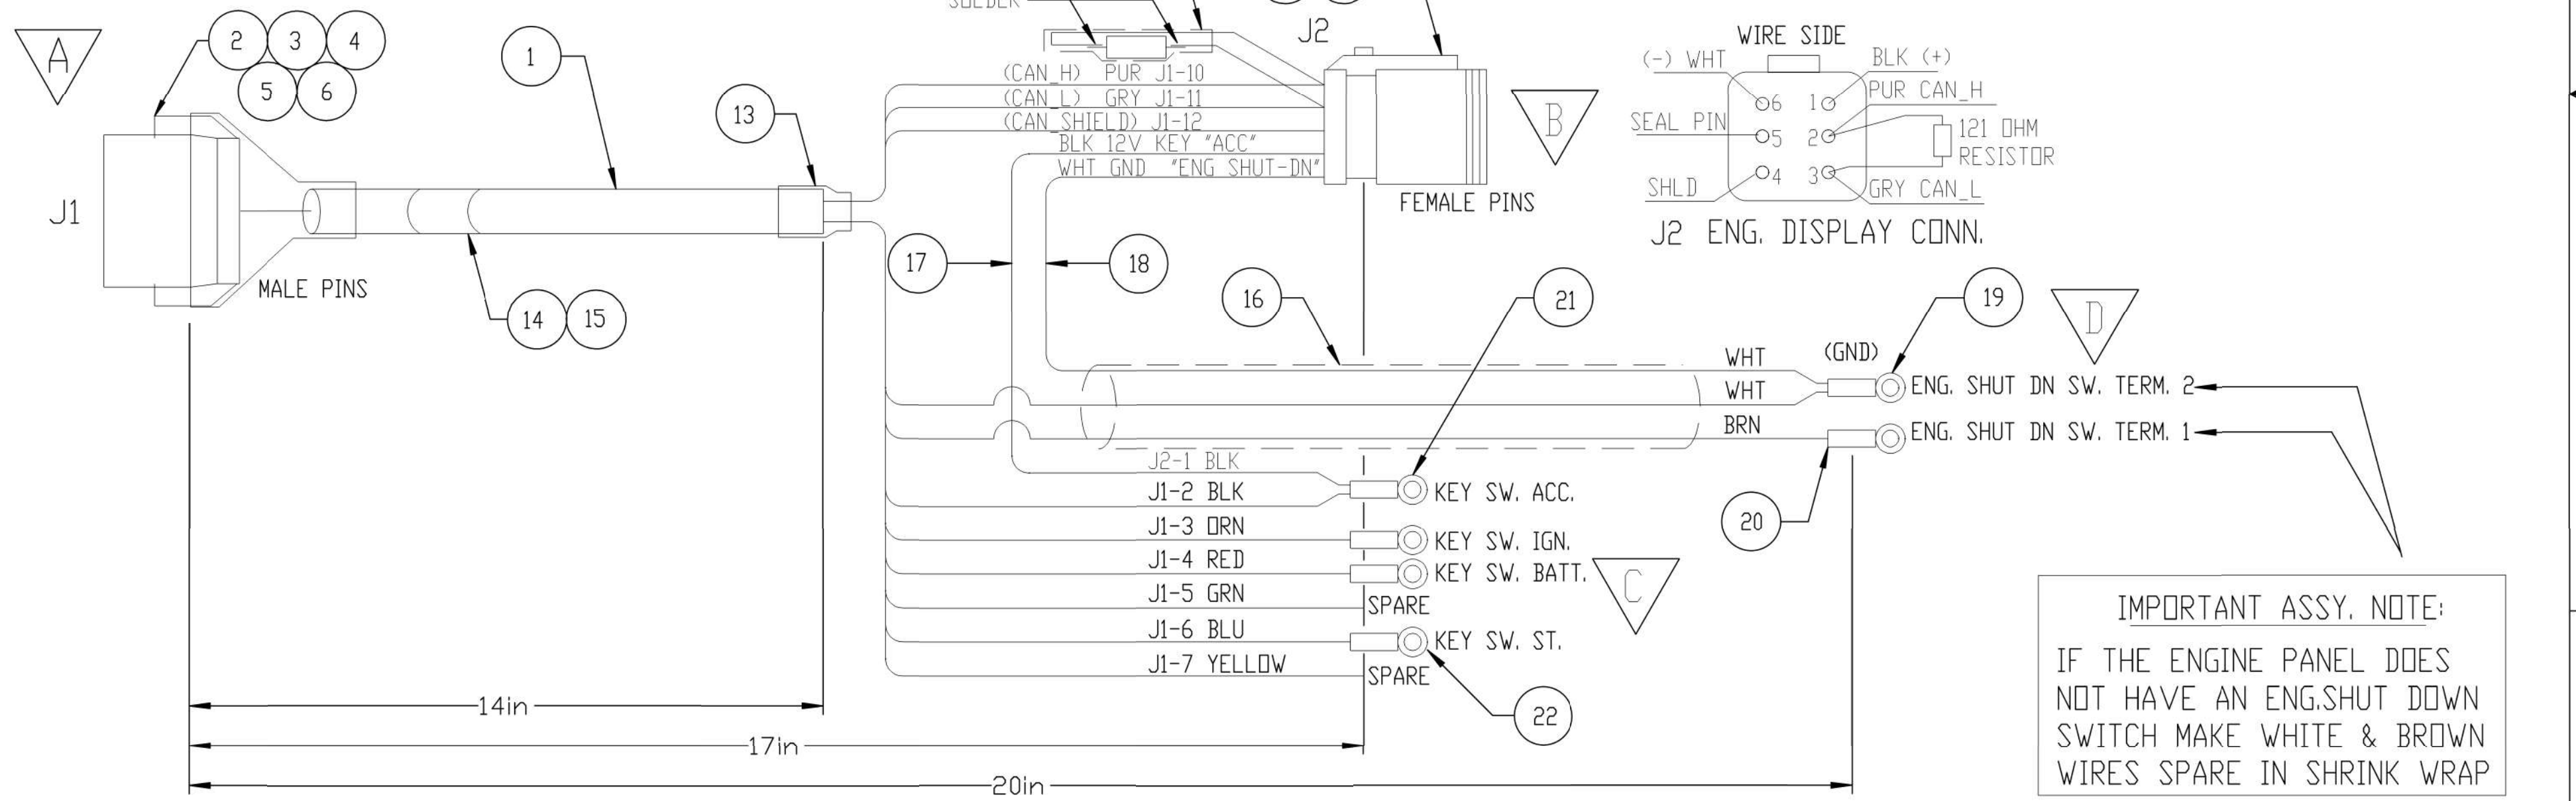 A
2
3
4
5
6
1
13
J1
MALE PINS
14
15
SOLDER
J2
(CAN_H) PUR J1-10
(CAN_L) GRY J1-11
(CAN_SHIELD) J1-12
BLK 12V KEY "ACC"
WHT GND "ENG SHUT-DN"
FEMALE PINS
B
WIRE SIDE
(-) WHT
BLK (+)
6
1
PUR CAN_H
SEAL PIN
5
2
121 OHM
RESISTOR
SHLD
4
3
GRY CAN_L
J2 ENG. DISPLAY CONN.
17
18
16
21
19
D
WHT
(GND)
WHT
ENG. SHUT DN SW. TERM. 2
BRN
ENG. SHUT DN SW. TERM. 1
J2-1 BLK
J1-2 BLK
KEY SW. ACC.
20
J1-3 ORN
KEY SW. IGN.
J1-4 RED
KEY SW. BATT.
C
J1-5 GRN
SPARE
J1-6 BLU
KEY SW. ST.
J1-7 YELLOW
SPARE
22
14in
17in
20in
IMPORTANT ASSY. NOTE:
IF THE ENGINE PANEL DOES
NOT HAVE AN ENG.SHUT DOWN
SWITCH MAKE WHITE & BROWN
WIRES SPARE IN SHRINK WRAP